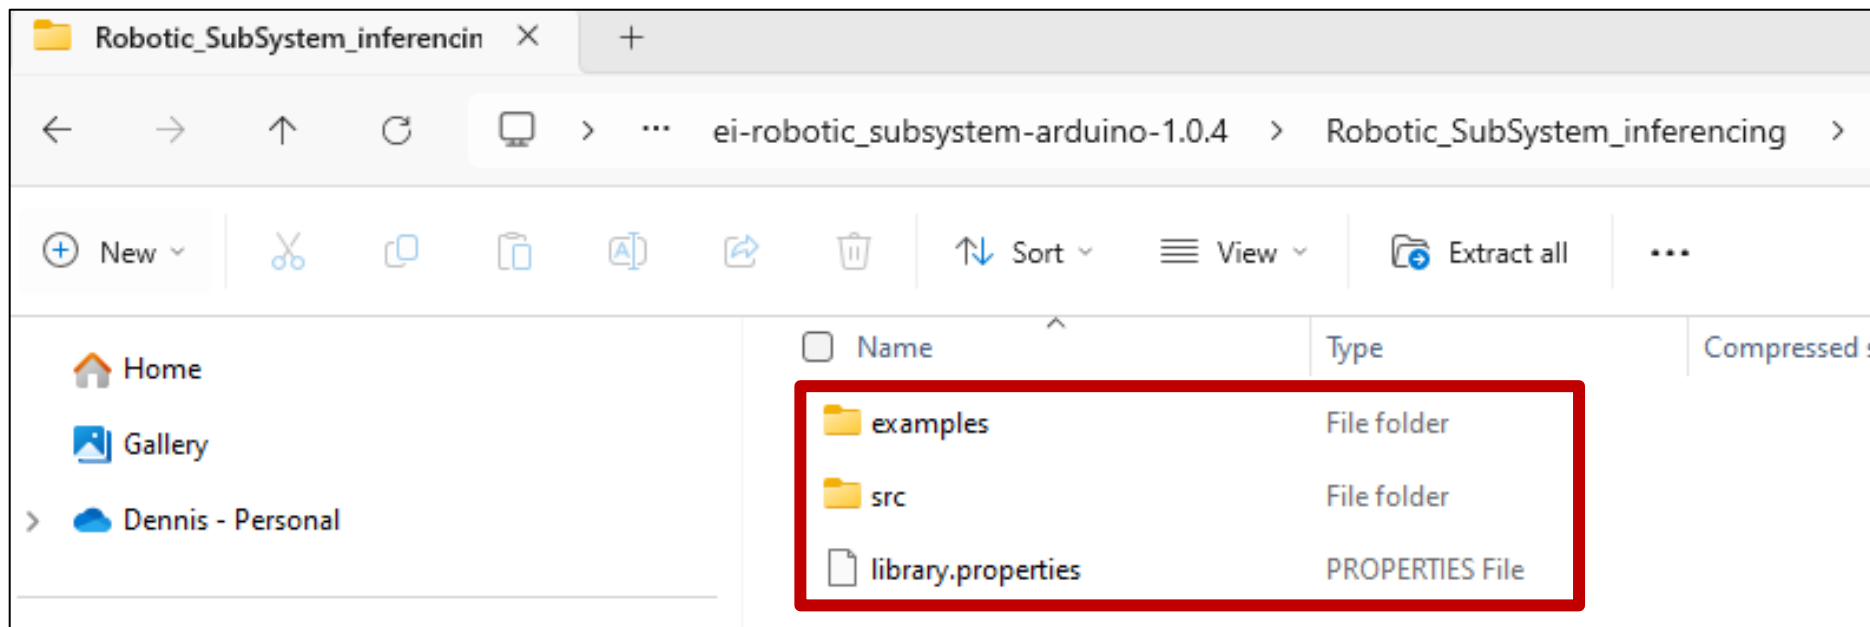 Robotic_SubSystem_inferencin
ei-robotic_subsystem-arduino-1.0.4 > Robotic_SubSystem_inferencing >
New Sort View Extract all ...
Home
Gallery
Dennis - Personal
Name Type Compressed s
examples File folder
src File folder
library.properties PROPERTIES File